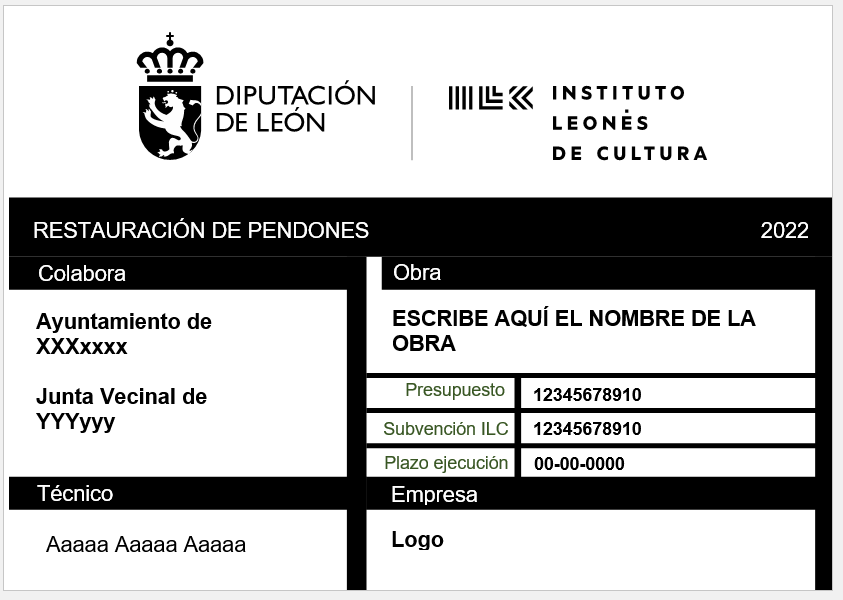 DIPUTACIÓN
DE LEÓN
INSTITUTO
LEONÉS
DE CULTURA
RESTAURACIÓN DE PENDONES 2022
Colabora
Ayuntamiento de
XXXxxxx
Junta Vecinal de
YYYyyy
Obra
ESCRIBE AQUÍ EL NOMBRE DE LA
OBRA
Presupuesto 12345678910
Subvención ILC 12345678910
Plazo ejecución 00-00-0000
Técnico
Aaaaa Aaaaa Aaaaa
Empresa
Logo